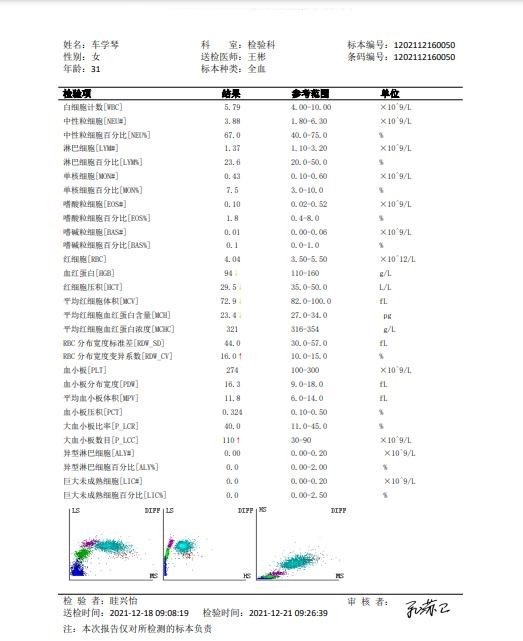 姓名：车学琴 科 室：检验科 标本编号：1202112160050
性别：女 送检医师：王彬 条码编号：1202112160050
年龄：31 标本种类：全血
检验项 结果 参考范围 单位
白细胞计数[WBC] 5.79 4.00-10.00 ×10^9/L
中性粒细胞[NEU#] 3.88 1.80-6.30 ×10^9/L
中性粒细胞百分比[NEU%] 67.0 40.0-75.0 %
淋巴细胞[LYM#] 1.37 1.10-3.20 ×10^9/L
淋巴细胞百分比[LYM%] 23.6 20.0-50.0 %
单核细胞[MON#] 0.43 0.10-0.60 ×10^9/L
单核细胞百分比[MON%] 7.5 3.0-10.0 %
嗜酸粒细胞[EOS#] 0.10 0.02-0.52 ×10^9/L
嗜酸粒细胞百分比[EOS%] 1.8 0.4-8.0 %
嗜碱粒细胞[BAS#] 0.01 0.00-0.06 ×10^9/L
嗜碱粒细胞百分比[BAS%] 0.1 0.0-1.0 %
红细胞[RBC] 4.04 3.50-5.50 ×10^12/L
血红蛋白[HGB] 94↓ 110-160 g/L
红细胞压积[HCT] 29.5↓ 35.0-50.0 L/L
平均红细胞体积[MCV] 72.9↓ 82.0-100.0 fL
平均红细胞血红蛋白含量[MCH] 23.4↓ 27.0-34.0 pg
平均红细胞血红蛋白浓度[MCHC] 321 316-354 g/L
RBC分布宽度标准差[RDW_SD] 44.0 30.0-57.0 fL
RBC分布宽度变异系数[RDW_CV] 16.0↑ 10.0-15.0 %
血小板[PLT] 274 100-300 ×10^9/L
血小板分布宽度[PDW] 16.3 9.0-18.0 fL
平均血小板体积[MPV] 11.8 6.0-14.0 fL
血小板压积[PCT] 0.324 0.10-0.50 %
大血小板比率[P_LCR] 40.0 11.0-45.0 %
大血小板数目[P_LCC] 110↑ 30-90 ×10^9/L
异型淋巴细胞[ALY#] 0.00 0.00-0.20 ×10^9/L
异型淋巴细胞百分比[ALY%] 0.0 0.00-2.00 %
巨大未成熟细胞[LIC#] 0.0 0.00-0.20 ×10^9/L
巨大未成熟细胞百分比[LIC%] 0.0 0.00-2.50 %
LS DIFF LS DIFF MS DIFF
MS MS HS
检 验 者：眭兴怡 审 核 者：
送检时间：2021-12-18 09:08:19 检验时间：2021-12-21 09:26:39
注：本次报告仅对所检测的标本负责